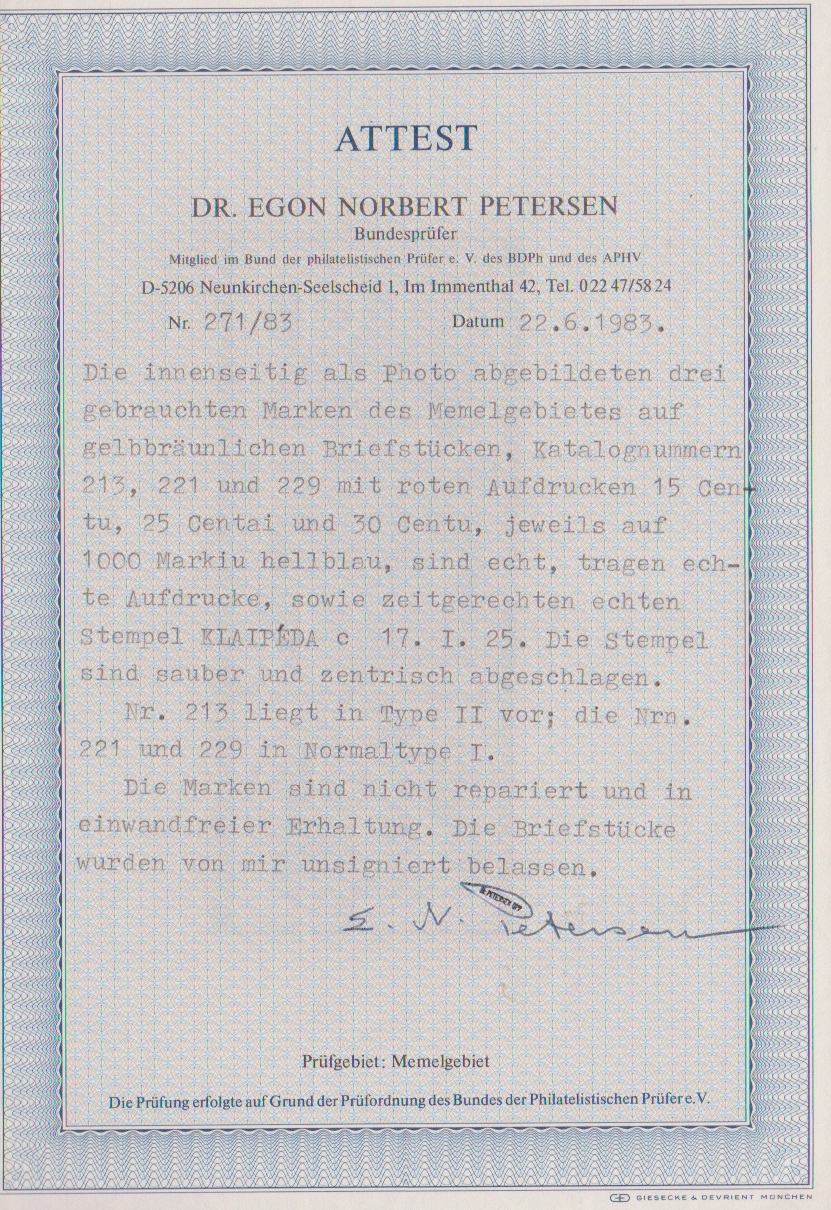 ATTEST
DR. EGON NORBERT PETERSEN
Bundesprüfer
Mitglied im Bund der philatelistischen Prüfer e. V. des BDPh und des APHV
D-5206 Neunkirchen-Seelscheid 1, Im Immenthal 42, Tel. 0 22 47/58 24
Nr. 271/83 Datum 22.6.1983.
Die innenseitig als Photo abgebildeten drei
gebrauchten Marken des Memelgebietes auf
gelbbräunlichen Briefstücken, Katalognummern
213, 221 und 229 mit roten Aufdrucken 15 Cen-
tu, 25 Centai und 30 Centu, jeweils auf
1000 Markiu hellblau, sind echt, tragen ech-
te Aufdrucke, sowie zeitgerechten echten
Stempel KLAIPÉDA c 17. I. 25. Die Stempel
sind sauber und zentrisch abgeschlagen.
Nr. 213 liegt in Type II vor; die Nrn.
221 und 229 in Normaltype I.
Die Marken sind nicht repariert und in
einwandfreier Erhaltung. Die Briefstücke
wurden von mir unsigniert belassen.
E. N. Petersen
Prüfgebiet: Memelgebiet
Die Prüfung erfolgte auf Grund der Prüfordnung des Bundes der Philatelistischen Prüfer e.V.
GIESECKE & DEVRIENT MÜNCHEN